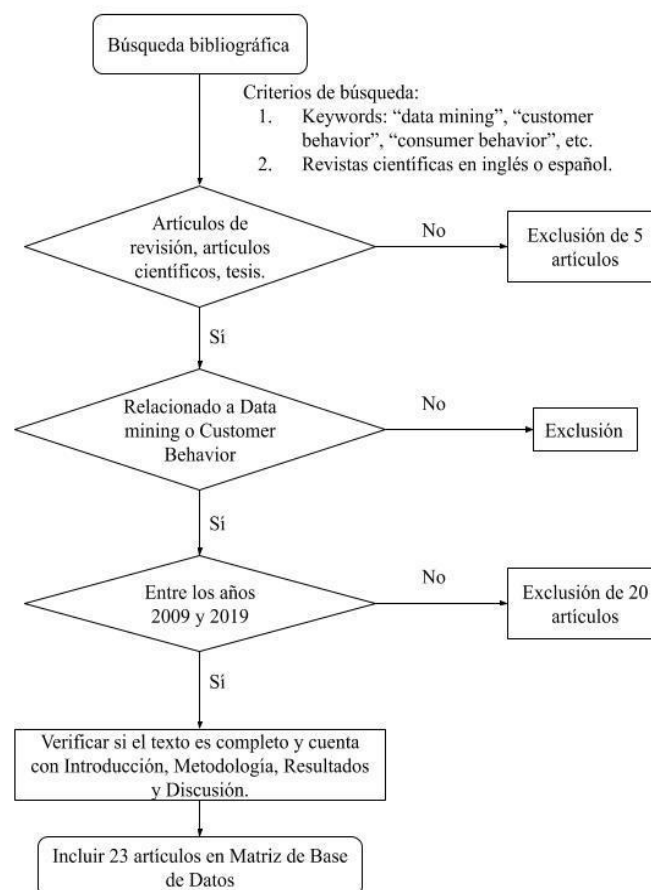 Búsqueda bibliográfica
Criterios de búsqueda:
1. Keywords: “data mining”, “customer
behavior”, “consumer behavior”, etc.
2. Revistas científicas en inglés o español.
Artículos de
revisión, artículos
científicos, tesis.
No
Exclusión de 5
artículos
Sí
Relacionado a Data
mining o Customer
Behavior
No
Exclusión
Sí
Entre los años
2009 y 2019
No
Exclusión de 20
artículos
Sí
Verificar si el texto es completo y cuenta
con Introducción, Metodología, Resultados
y Discusión.
Incluir 23 artículos en Matriz de Base
de Datos